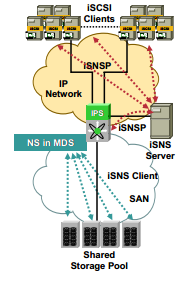 iSCSI
Clients
iSNSP
IP
Network
IPS
iSNSP
iSNS
Server
NS in MDS
iSNS Client
SAN
Shared
Storage Pool